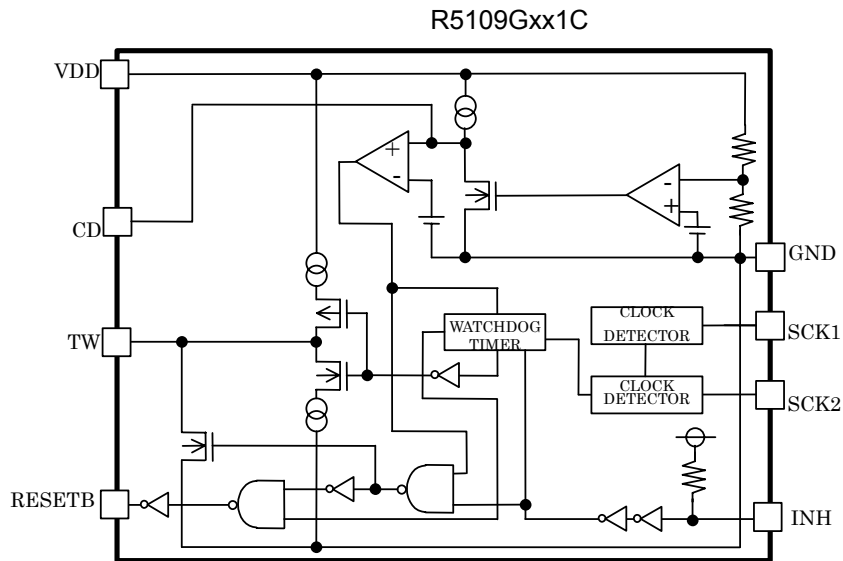 R5109Gxx1C
VDD
+
-
-
+
CD
GND
TW
WATCHDOG
TIMER
CLOCK
DETECTOR
SCK1
CLOCK
DETECTOR
SCK2
RESETB
INH